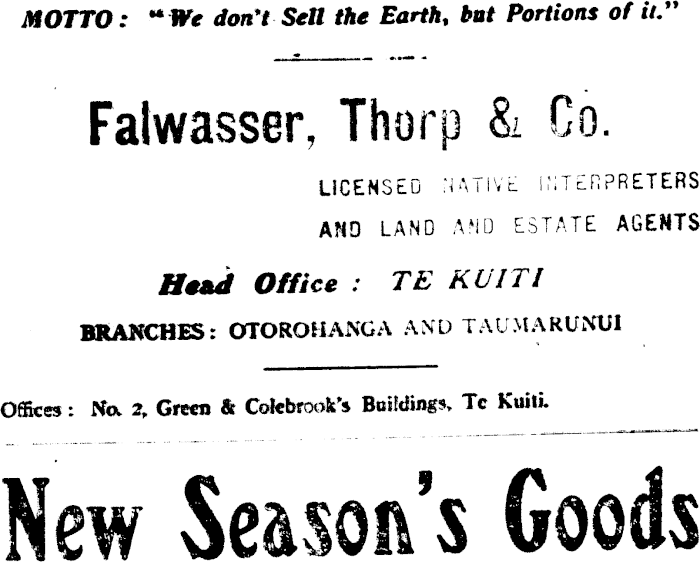 MOTTO: "We don't Sell the Earth, but Portions of it."
Falwasser, Thorp & Co.
LICENSED NATIVE INTERPRETERS
AND LAND AND ESTATE AGENTS
Head Office: TE KUITI
BRANCHES: OTOROHANGA AND TAUMARUNUI
Offices: No. 2, Green & Colebrook's Buildings, Te Kuiti.
New Season's Goods